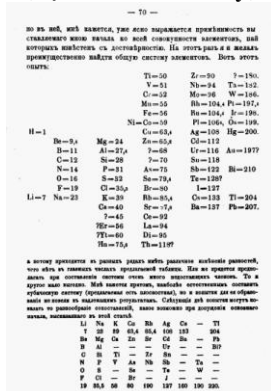 — 70 —
но въ ней, мнѣ кажется, уже ясно выражается примѣнимость вы
ставляемаго мною начала ко всей совокупности элементовъ, пай
которыхъ извѣстенъ съ достовѣрностію. На этотъ разъ я и желалъ
преимущественно найдти общую систему элементовъ. Вотъ этотъ
опытъ:
Ti=50 Zr=90 ?=180.
V=51 Nb=94 Ta=182.
Cr=52 Mo=96 W=186.
Mn=55 Rh=104,4 Pt=197,4
Fe=56 Ru=104,4 Ir=198.
Ni=Co=59 Pl=106,6 Os=199.
H=1 Cu=63,4 Ag=108 Hg=200.
Be=9,4 Mg=24 Zn=65,2 Cd=112
B=11 Al=27,4 ?=68 Ur=116 Au=197?
C=12 Si=28 ?=70 Sn=118
N=14 P=31 As=75 Sb=122 Bi=210
O=16 S=32 Se=79,4 Te=128?
F=19 Cl=35,5 Br=80 I=127
Li=7 Na=23 K=39 Rb=85,4 Cs=133 Tl=204
Ca=40 Sr=87,6 Ba=137 Pb=207.
?=45 Ce=92
?Er=56 La=94
?Yt=60 Di=95
?In=75,6 Th=118?
а потому приходится въ разныхъ рядахъ имѣть различное измѣненіе разностей,
чего нѣтъ въ главныхъ числахъ предлагаемой таблицы. Или же придется предпо-
лагать при составленіи системы очень много недостающихъ членовъ. То и
другое мало выгодно. Мнѣ кажется притомъ, наиболѣе естественнымъ составить
кубическую систему (предлагаемая есть плоскостная), но и попытки для ея образо-
ванія не повели къ надлежащимъ результатамъ. Слѣдующія двѣ попытки могутъ по-
казать то разнообразіе сопоставленій, какое возможно при допущеніи основнаго
начала, высказаннаго въ этой статьѣ.
Li Na K Cu Rb Ag Cs — Tl
7 23 39 63,4 85,4 108 133 204
Be Mg Ca Zn Sr Cd Ba — Pb
B Al — — — Ur — — Bi?
C Si Ti — Zr Sn — — —
N P V As Nb Sb — Ta —
O S — Se — Te — W —
F Cl — Br — J — — —
19 35,5 58 80 190 127 160 190 220.